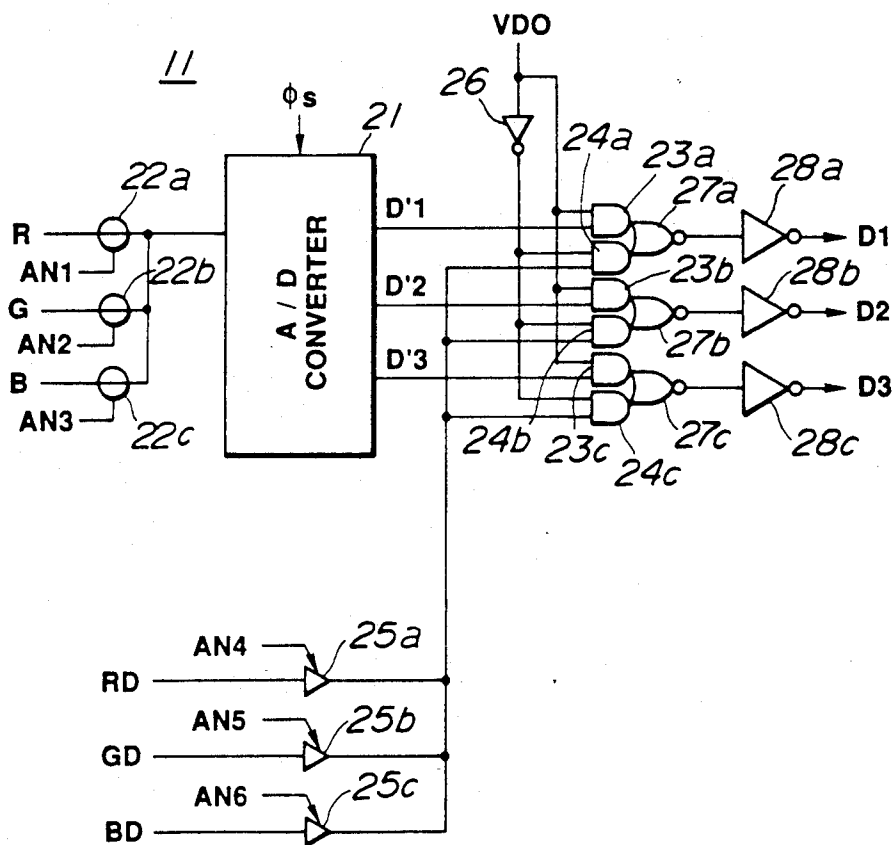 VDO
11
26
φs
21
24a
23a
27a
28a
22a
D'1
R
D1
AN1
22b
23b
28b
D'2
G
D2
AN2
A/D CONVERTER
27b
D'3
B
D3
AN3
22c
24b
23c
27c
28c
24c
AN4
25a
RD
AN5
25b
GD
AN6
25c
BD